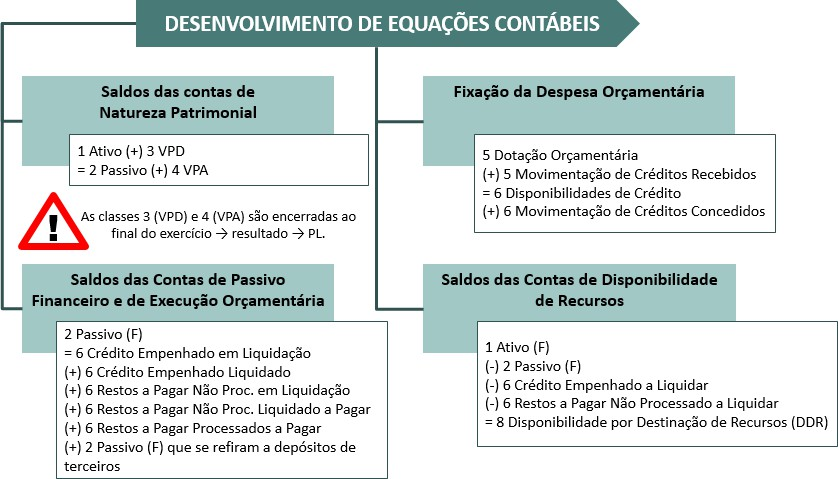 DESENVOLVIMENTO DE EQUAÇÕES CONTÁBEIS
Saldos das contas de
Natureza Patrimonial
1 Ativo (+) 3 VPD
= 2 Passivo (+) 4 VPA
!
As classes 3 (VPD) e 4 (VPA) são encerradas ao
final do exercício → resultado → PL.
Fixação da Despesa Orçamentária
5 Dotação Orçamentária
(+) 5 Movimentação de Créditos Recebidos
= 6 Disponibilidades de Crédito
(+) 6 Movimentação de Créditos Concedidos
Saldos das Contas de Passivo
Financeiro e de Execução Orçamentária
2 Passivo (F)
= 6 Crédito Empenhado em Liquidação
(+) 6 Crédito Empenhado Liquidado
(+) 6 Restos a Pagar Não Proc. em Liquidação
(+) 6 Restos a Pagar Não Proc. Liquidado a Pagar
(+) 6 Restos a Pagar Processados a Pagar
(+) 2 Passivo (F) que se refiram a depósitos de
terceiros
Saldos das Contas de Disponibilidade
de Recursos
1 Ativo (F)
(-) 2 Passivo (F)
(-) 6 Crédito Empenhado a Liquidar
(-) 6 Restos a Pagar Não Processado a Liquidar
= 8 Disponibilidade por Destinação de Recursos (DDR)